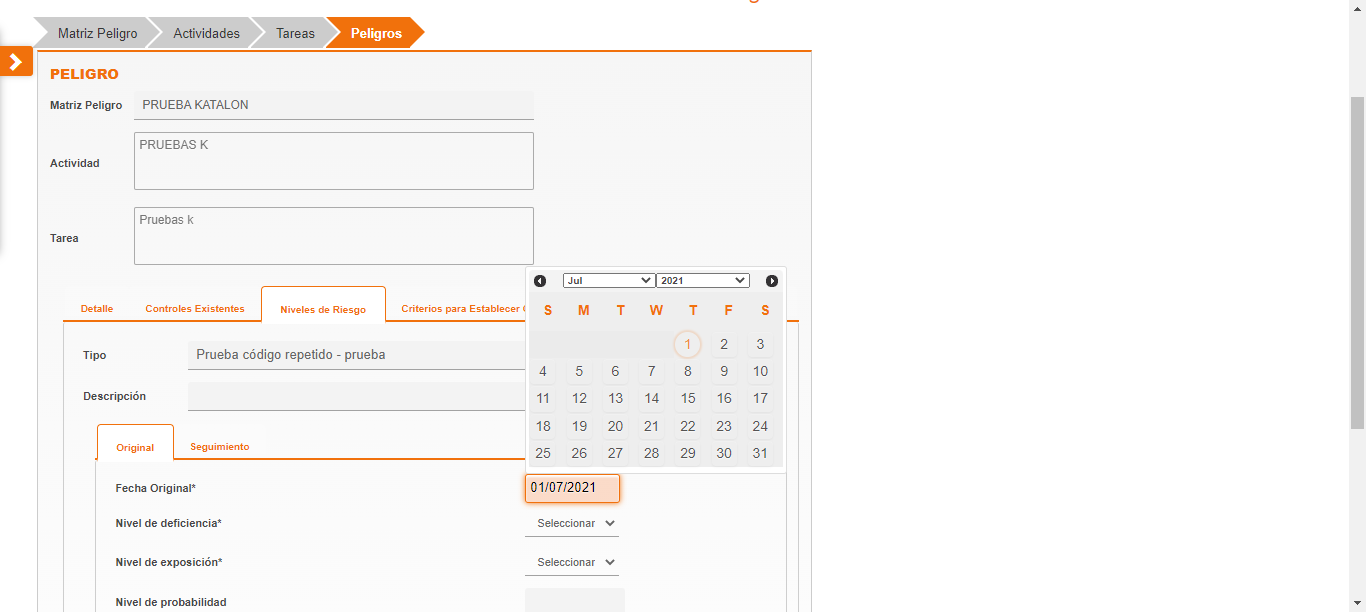 Matriz Peligro Actividades Tareas Peligros
PELIGRO
Matriz Peligro PRUEBA KATALON
Actividad PRUEBAS K
Tarea Pruebas k
Jul 2021
S M T W T F S
1 2 3
4 5 6 7 8 9 10
11 12 13 14 15 16 17
18 19 20 21 22 23 24
25 26 27 28 29 30 31
Detalle Controles Existentes Niveles de Riesgo Criterios para Establecer
Tipo Prueba código repetido - prueba
Descripción
Original Seguimiento
Fecha Original* 01/07/2021
Nivel de deficiencia* Seleccionar
Nivel de exposición* Seleccionar
Nivel de probabilidad